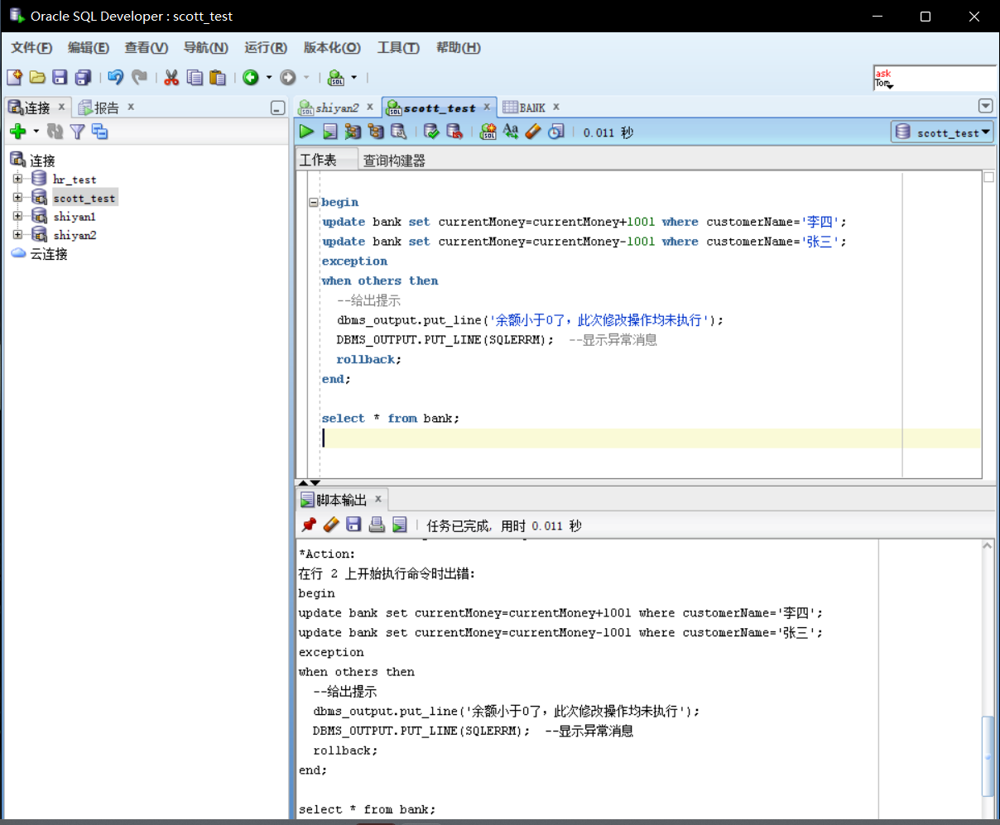 Oracle SQL Developer : scott_test
文件(F) 编辑(E) 查看(V) 导航(N) 运行(R) 版本化(O) 工具(T) 帮助(H)
ask
Tom
连接 报告
连接
hr_test
scott_test
shiyan1
shiyan2
云连接
shiyan2 scott_test BANK
0.011 秒 scott_test
工作表 查询构建器
begin
update bank set currentMoney=currentMoney+1001 where customerName='李四';
update bank set currentMoney=currentMoney-1001 where customerName='张三';
exception
when others then
--给出提示
dbms_output.put_line('余额小于0了，此次修改操作均未执行');
DBMS_OUTPUT.PUT_LINE(SQLERRM); --显示异常消息
rollback;
end;
select * from bank;
脚本输出
任务已完成, 用时 0.011 秒
*Action:
在行 2 上开始执行命令时出错:
begin
update bank set currentMoney=currentMoney+1001 where customerName='李四';
update bank set currentMoney=currentMoney-1001 where customerName='张三';
exception
when others then
--给出提示
dbms_output.put_line('余额小于0了，此次修改操作均未执行');
DBMS_OUTPUT.PUT_LINE(SQLERRM); --显示异常消息
rollback;
end;
select * from bank;